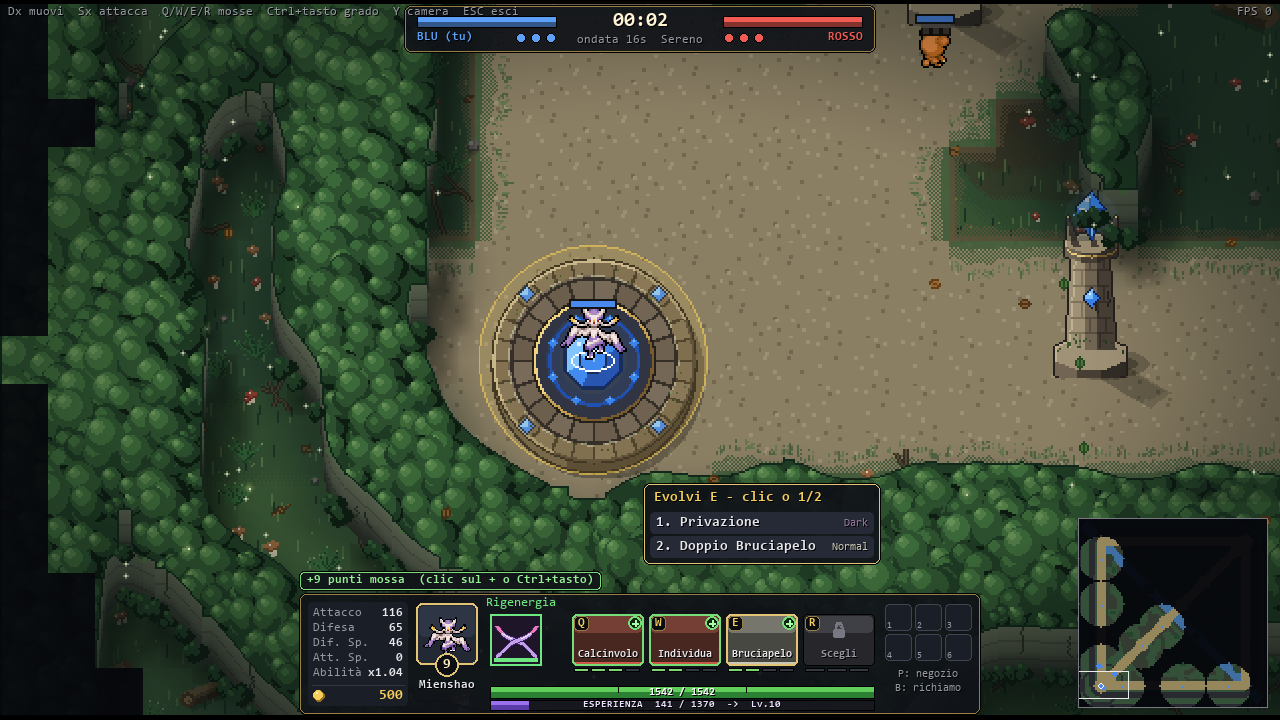 Dx muovi  Sx attacca  Q/W/E/R mosse  Ctrl+tasto grado  Y camera  ESC esci
00:02
FPS 0
BLU (tu)
ondata 16s  Sereno
ROSSO
Evolvi E - clic o 1/2
1. Privazione Dark
2. Doppio Bruciapelo Normal
+9 punti mossa  (clic sul + o Ctrl+tasto)
Attacco 116
Difesa 65
Dif. Sp. 46
Att. Sp. 0
Abilità x1.04
500
9
Mienshao
Rigenergia
Q
Calcinvolo
W
Individua
E
Bruciapelo
R
Scegli
1 2 3
4 5 6
P: negozio
B: richiamo
1542 / 1542
ESPERIENZA 141 / 1370 -> Lv.10